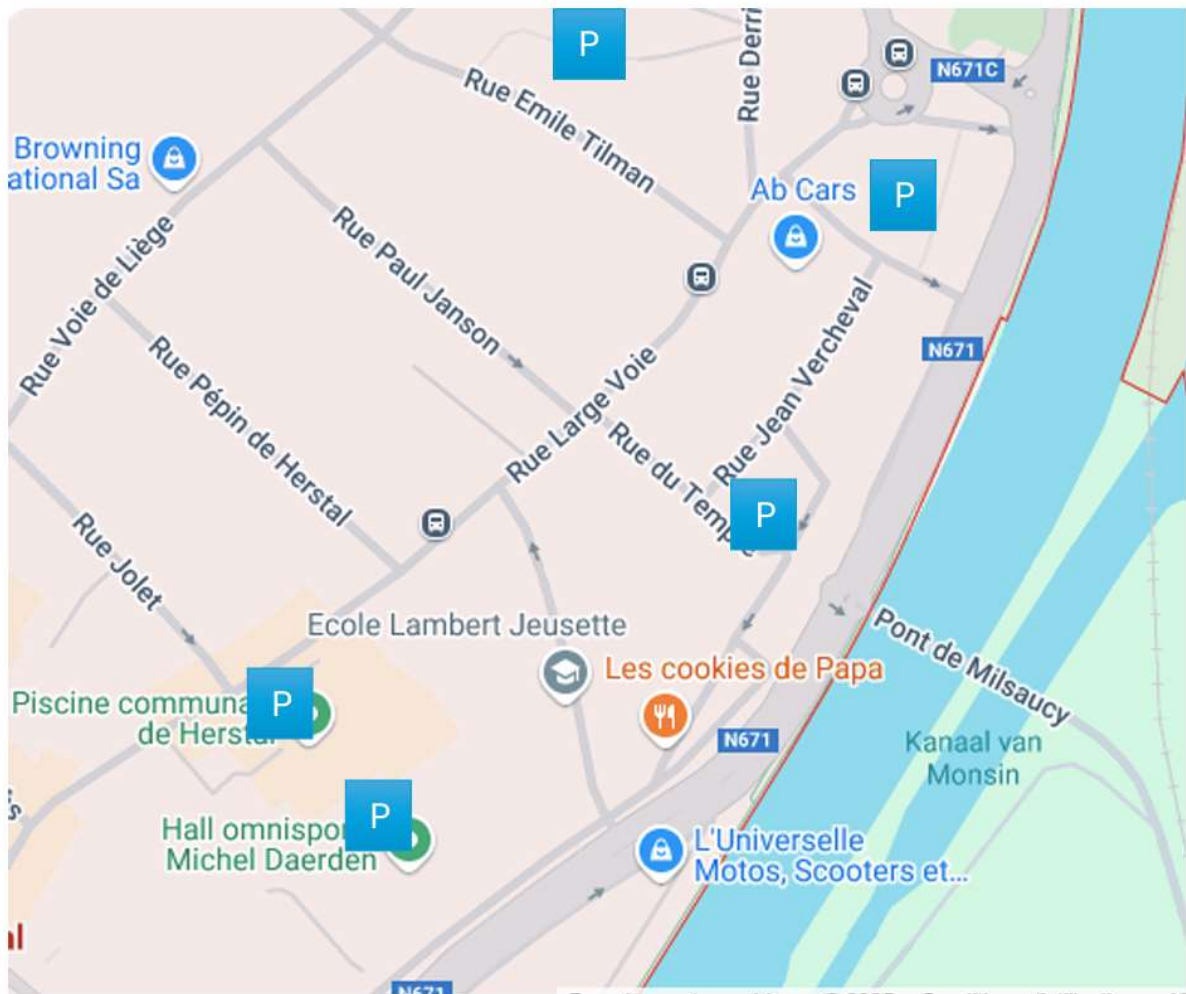 P
Rue Derri
N671C
Rue Emile Tilman
Browning
ational Sa
Ab Cars
P
Rue Voie de Liège
Rue Paul Janson
Rue Jean Vercheval
N671
Rue Pépin de Herstal
Rue Large Voie
Rue du Temple
P
Rue Jolet
Ecole Lambert Jeusette
Pont de Milsaucy
Les cookies de Papa
Piscine communa
de Herstal
P
N671
Kanaal van
Monsin
P
Hall omnispo
Michel Daerden
L'Universelle
Motos, Scooters et...
al
N671